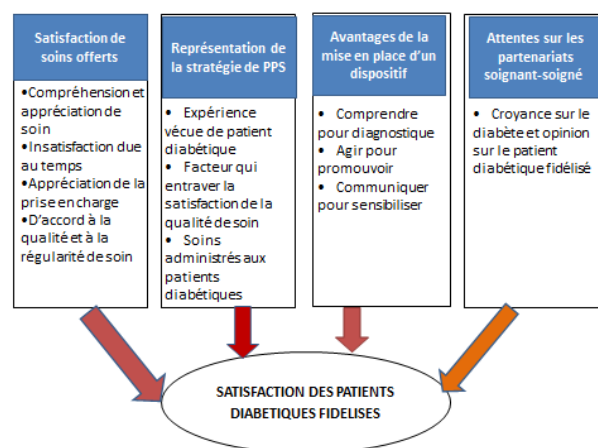 Satisfaction de
soins offerts
•Compréhension et
appréciation de
soin
•Insatisfaction due
au temps
•Appréciation de la
prise en charge
•D'accord à la
qualité et à la
régularité de soin
Représentation de
la stratégie de PPS
• Expérience
vécue de patient
diabétique
• Facteur qui
entraver la
satisfaction de la
qualité de soin
• Soins
administrés aux
patients
diabétiques
Avantages de la
mise en place d'un
dispositif
• Comprendre
pour diagnostique
• Agir pour
promouvoir
• Communiquer
pour sensibiliser
Attentes sur les
partenariats
soignant-soigné
• Croyance sur le
diabète et opinion
sur le patient
diabétique fidélisé
SATISFACTION DES PATIENTS
DIABETIQUES FIDELISES